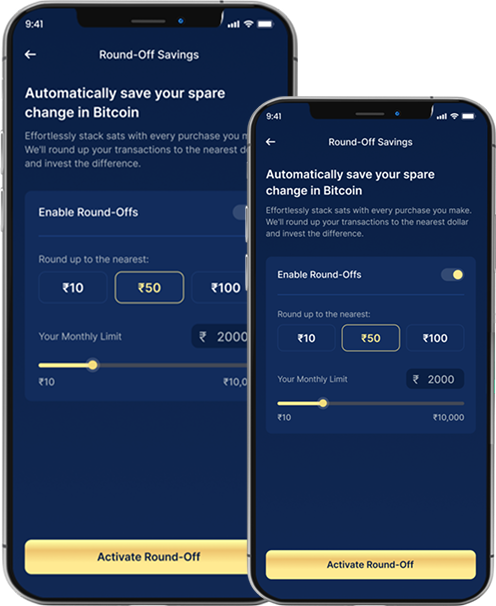 9:41
Round-Off Savings
Automatically save your spare
change in Bitcoin
Effortlessly stack sats with every purchase you m
We'll round up your transactions to the nearest do
and invest the difference.
Enable Round-Offs
Round up to the nearest:
₹10 ₹50 ₹100
Your Monthly Limit ₹ 2000
₹10 ₹10,0
Activate Round-Off
9:41
Round-Off Savings
Automatically save your spare
change in Bitcoin
Effortlessly stack sats with every purchase you make.
We'll round up your transactions to the nearest dollar
and invest the difference.
Enable Round-Offs
Round up to the nearest:
₹10 ₹50 ₹100
Your Monthly Limit ₹ 2000
₹10 ₹10,000
Activate Round-Off